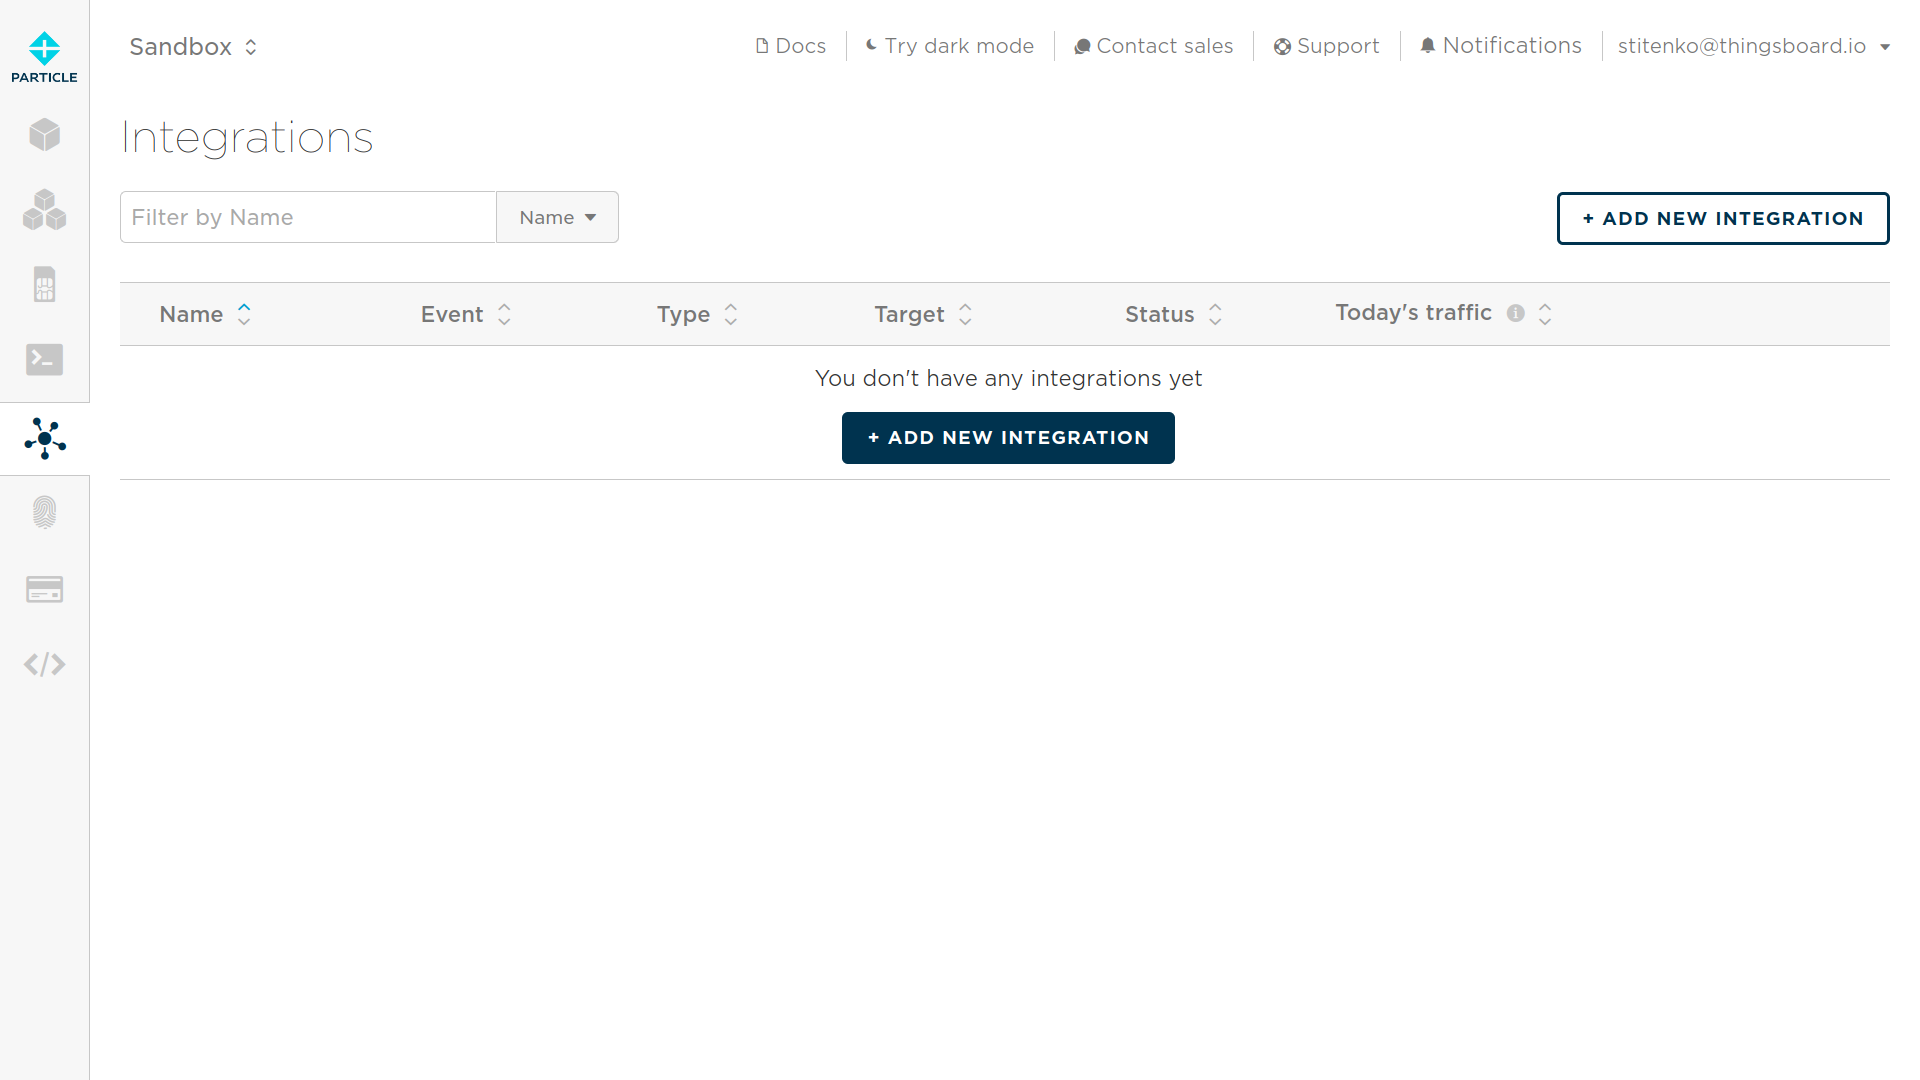 PARTICLE
Sandbox
Docs
Try dark mode
Contact sales
Support
Notifications
stitenko@thingsboard.io
Integrations
Filter by Name
Name
+ ADD NEW INTEGRATION
Name
Event
Type
Target
Status
Today's traffic
You don't have any integrations yet
+ ADD NEW INTEGRATION